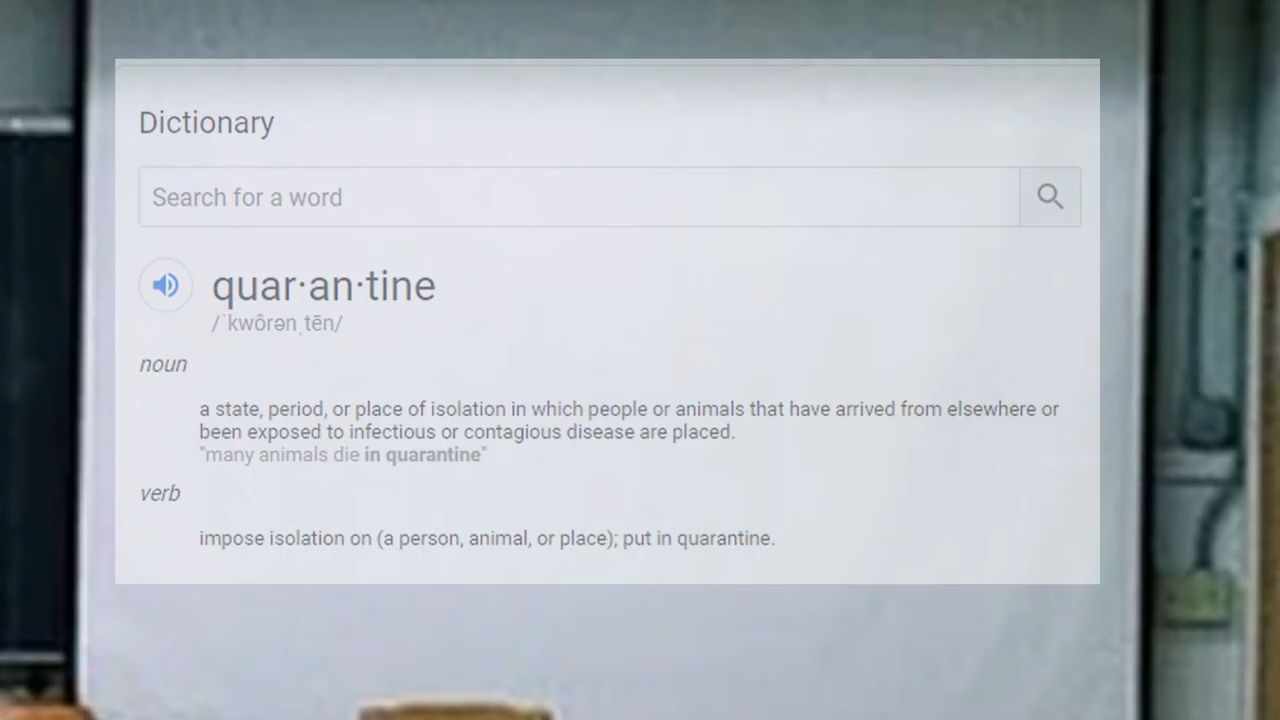 Dictionary
Search for a word
quar·an·tine
/ˈkwôrənˌtēn/
noun
a state, period, or place of isolation in which people or animals that have arrived from elsewhere or
been exposed to infectious or contagious disease are placed.
"many animals die in quarantine"
verb
impose isolation on (a person, animal, or place); put in quarantine.